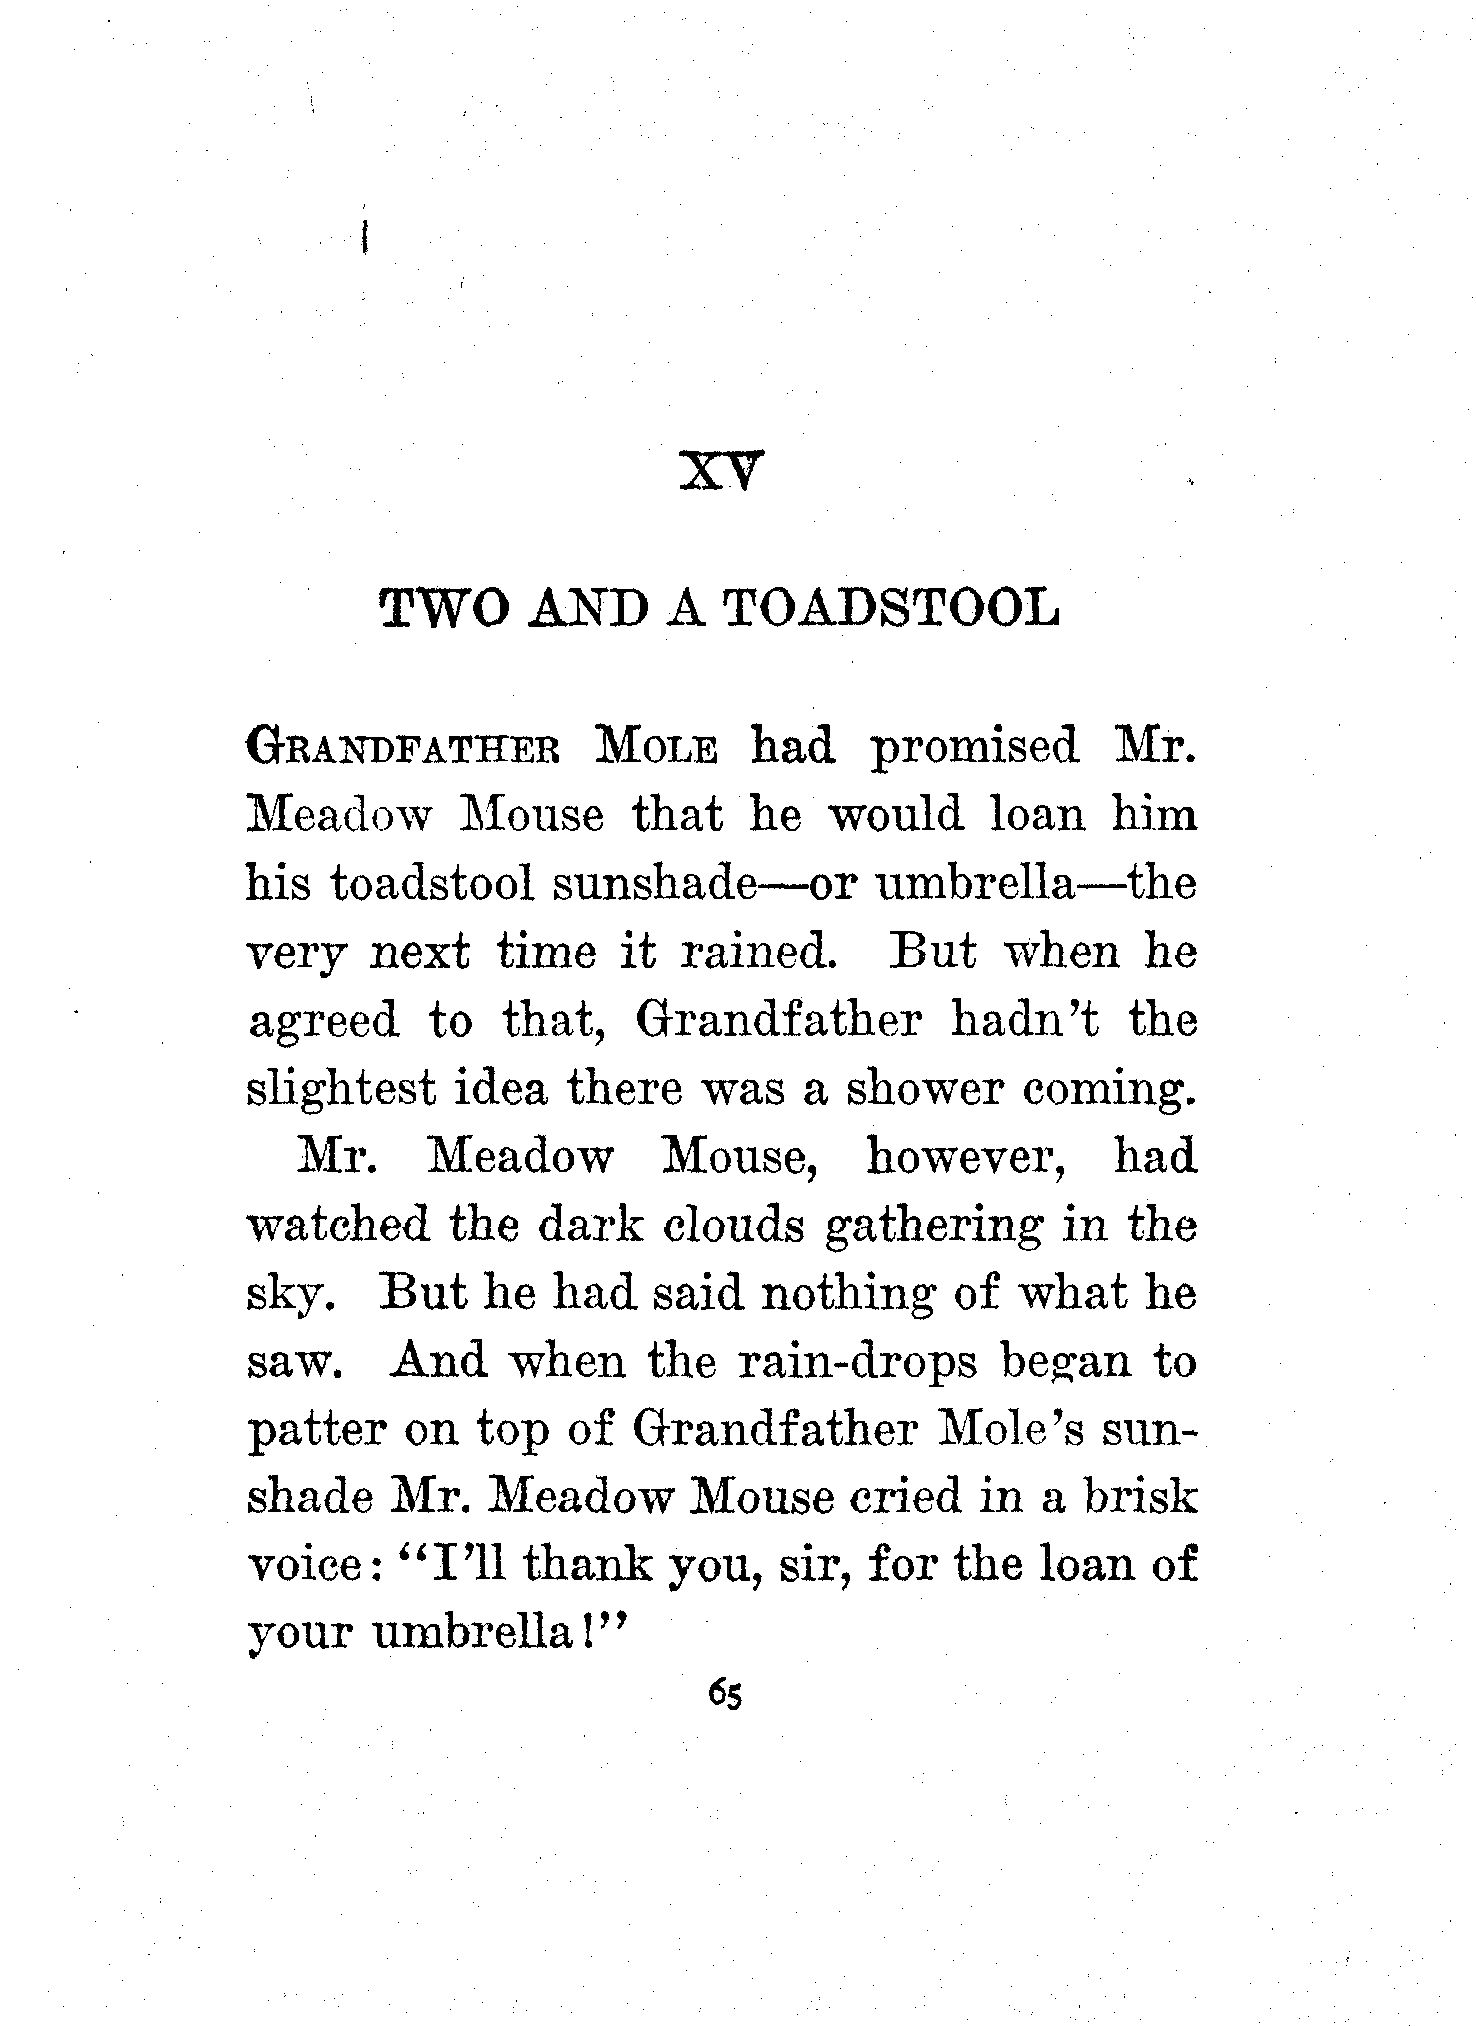 XV
TWO AND A TOADSTOOL
GRANDFATHER MOLE had promised Mr.
Meadow Mouse that he would loan him
his toadstool sunshade—or umbrella—the
very next time it rained. But when he
agreed to that, Grandfather hadn't the
slightest idea there was a shower coming.
Mr. Meadow Mouse, however, had
watched the dark clouds gathering in the
sky. But he had said nothing of what he
saw. And when the rain-drops began to
patter on top of Grandfather Mole's sun-
shade Mr. Meadow Mouse cried in a brisk
voice: "I'll thank you, sir, for the loan of
your umbrella!"
65